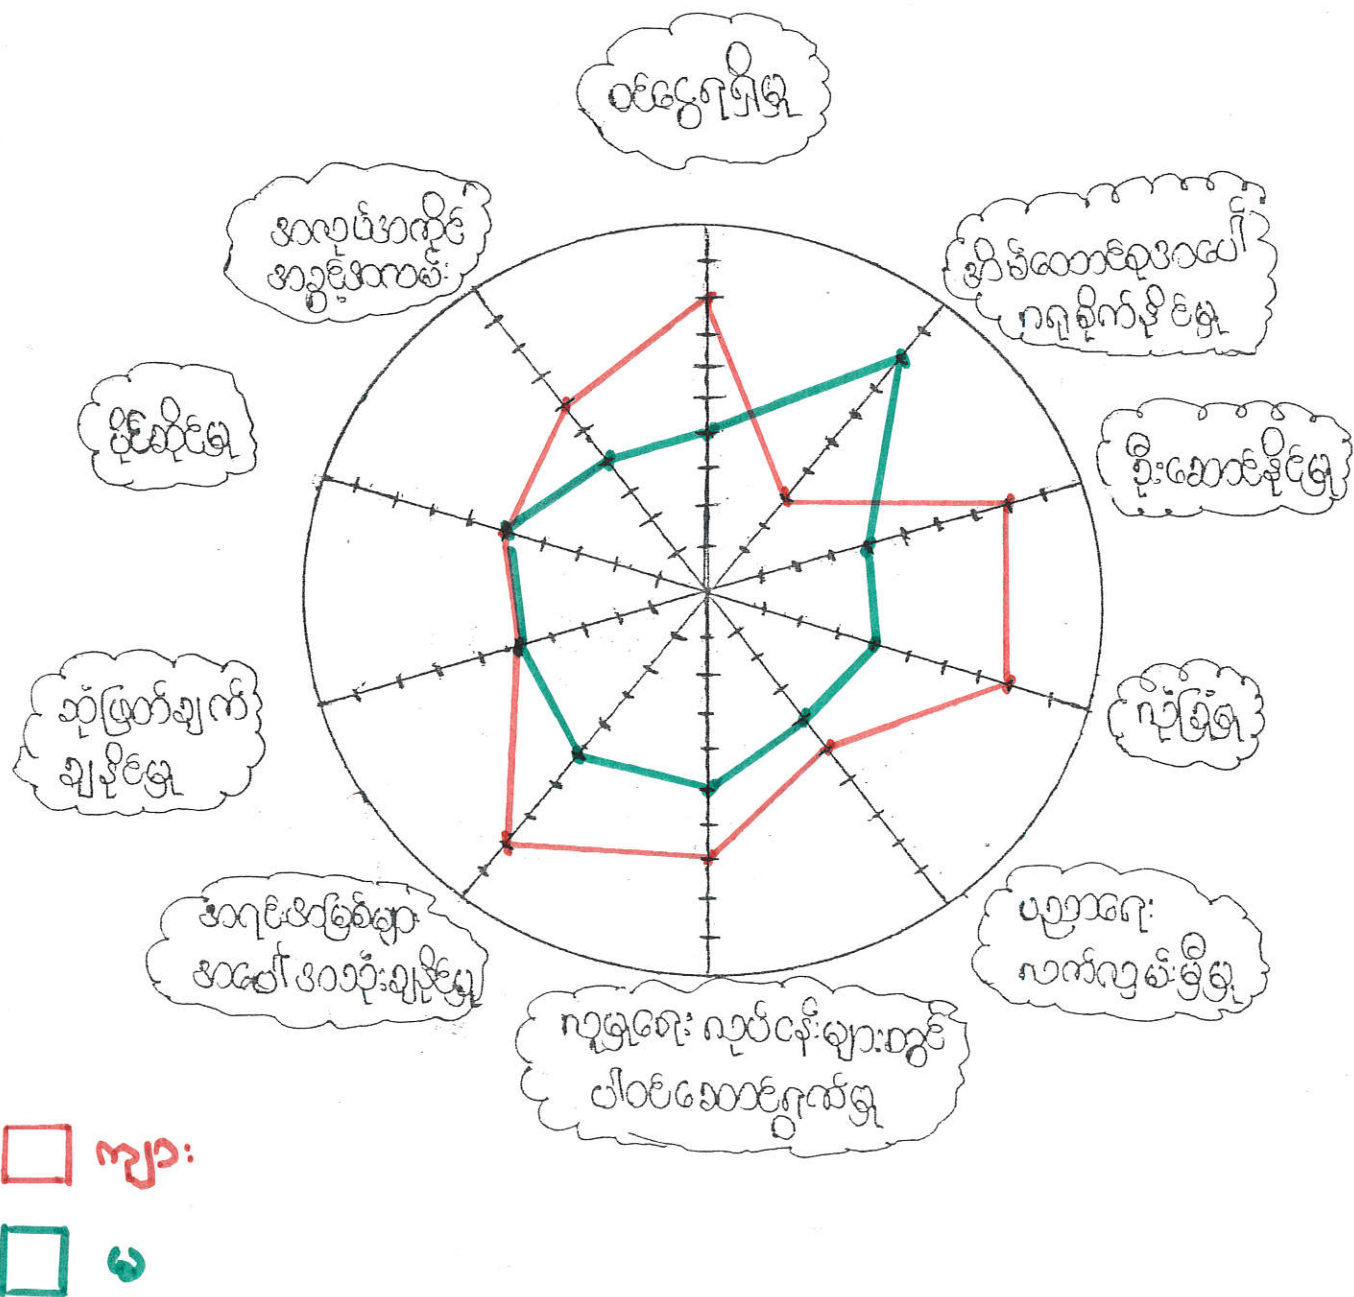 ဝင်ငွေရရှိမှု
အလုပ်အကိုင်
အခွင့်အလမ်း
အိမ်ထောင်စုအပေါ်
ဂရုစိုက်နိုင်မှု
ပိုင်ဆိုင်မှု
ဦးဆောင်နိုင်မှု
ဆုံးဖြတ်ချက်
ချနိုင်မှု
လုံခြုံမှု
အရင်းအမြစ်များ
အပေါ်အသုံးချနိုင်မှု
ပညာရေး
လက်လှမ်းမှီမှု
လူမှုရေး လုပ်ငန်းများတွင်
ပါဝင်ဆောင်ရွက်မှု
ကျား
မ